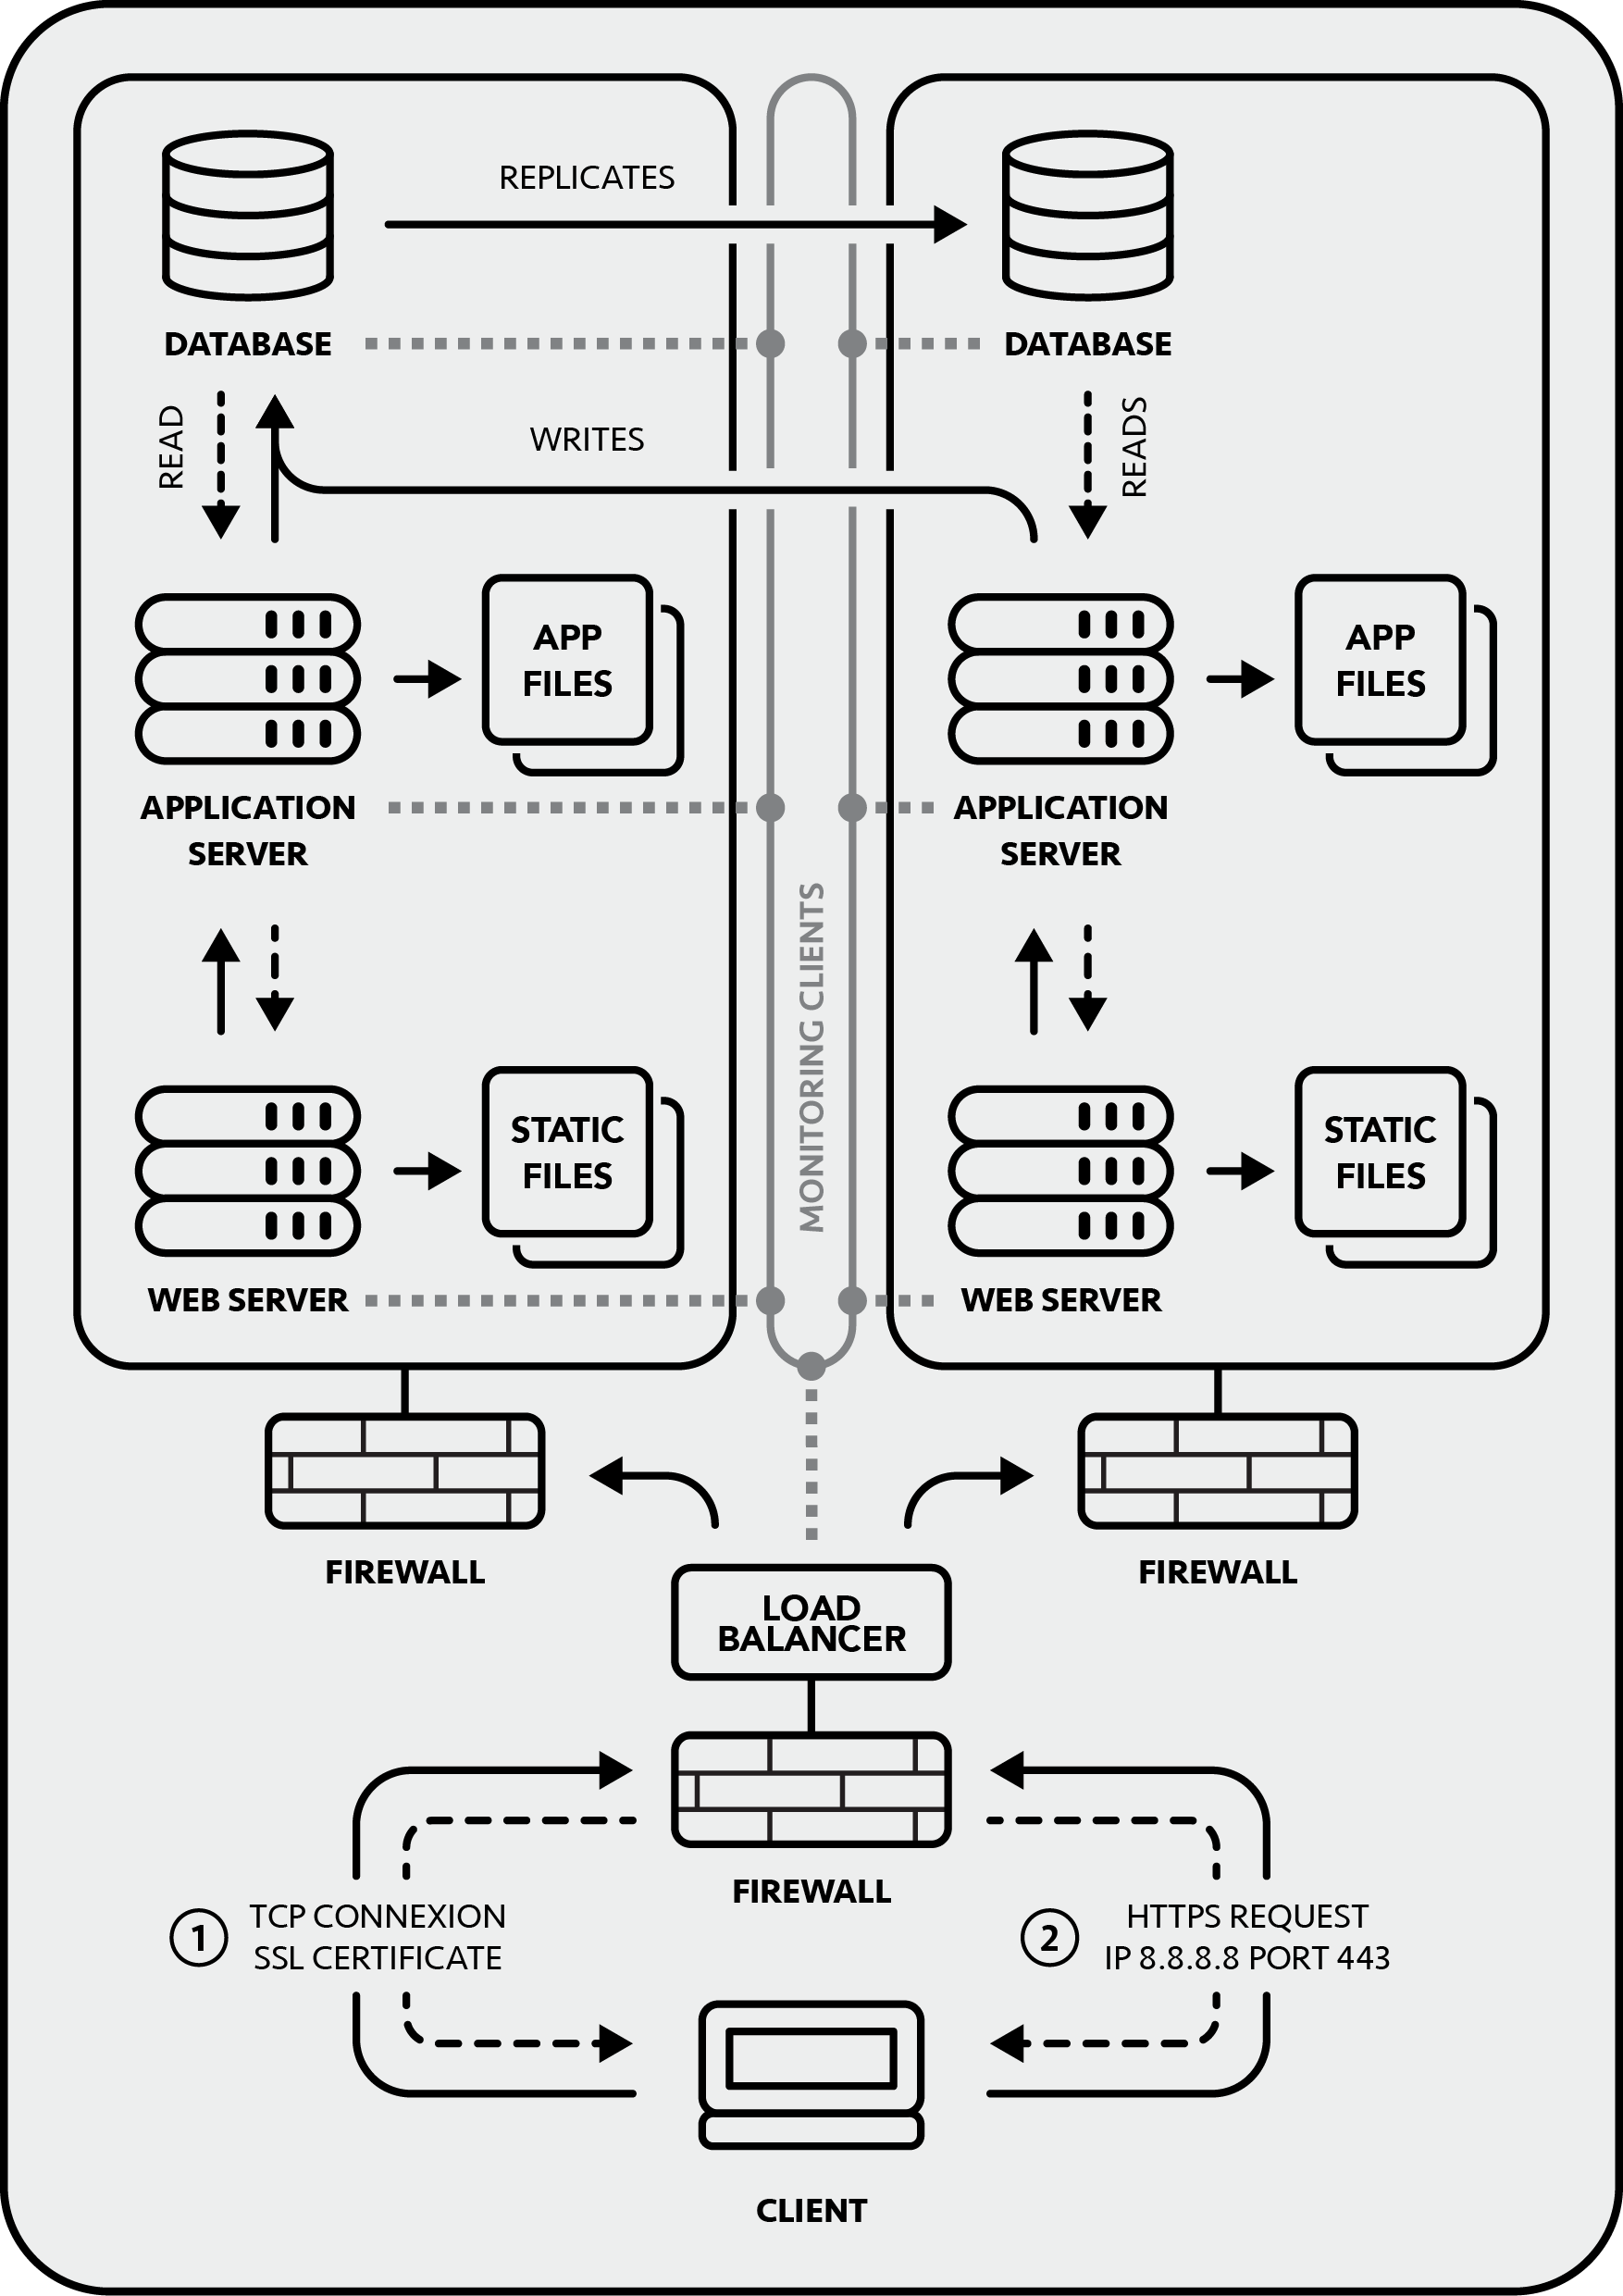 REPLICATES
DATABASE
DATABASE
READ
WRITES
READS
APP
FILES
APP
FILES
APPLICATION
SERVER
APPLICATION
SERVER
MONITORING CLIENTS
STATIC
FILES
STATIC
FILES
WEB SERVER
WEB SERVER
FIREWALL
FIREWALL
LOAD
BALANCER
FIREWALL
1
TCP CONNEXION
SSL CERTIFICATE
2
HTTPS REQUEST
IP 8.8.8.8 PORT 443
CLIENT